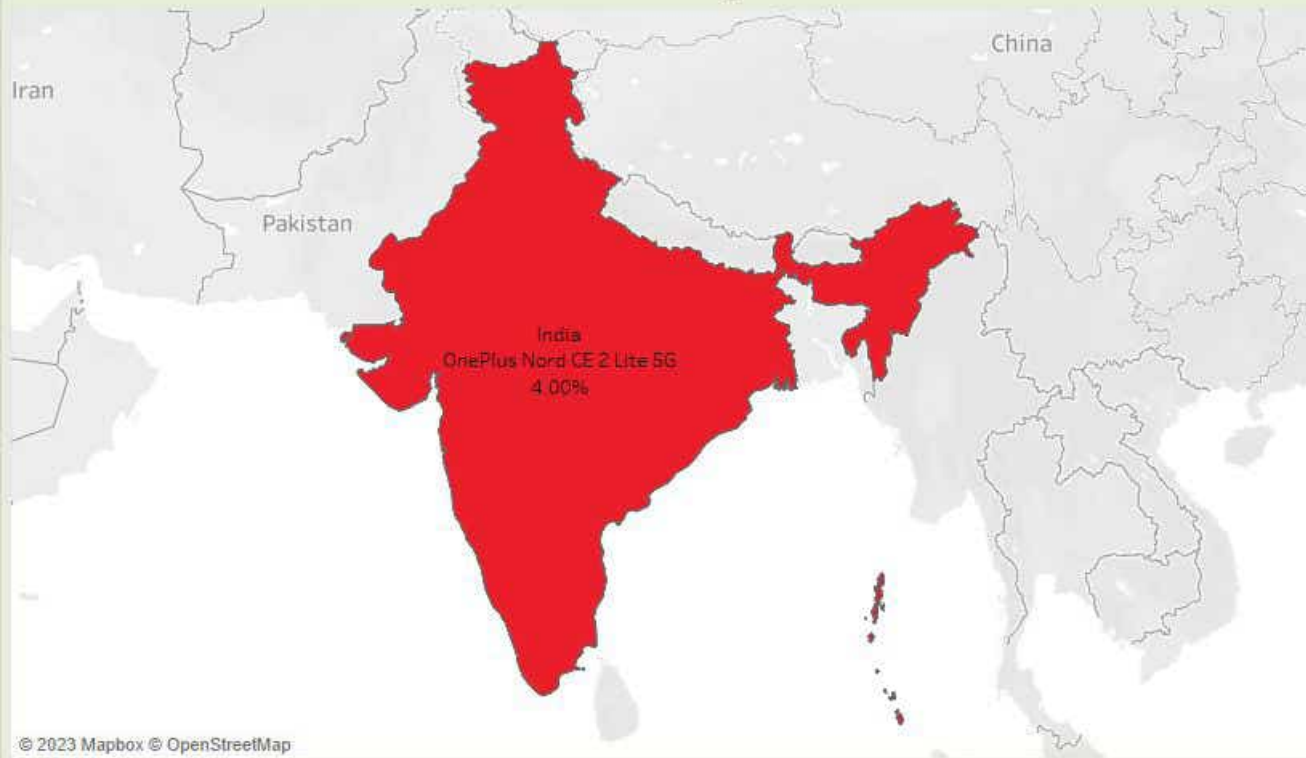 China
Iran
Pakistan
India
OnePlus Nord CE 2 Lite 5G
4.00%
© 2023 Mapbox © OpenStreetMap